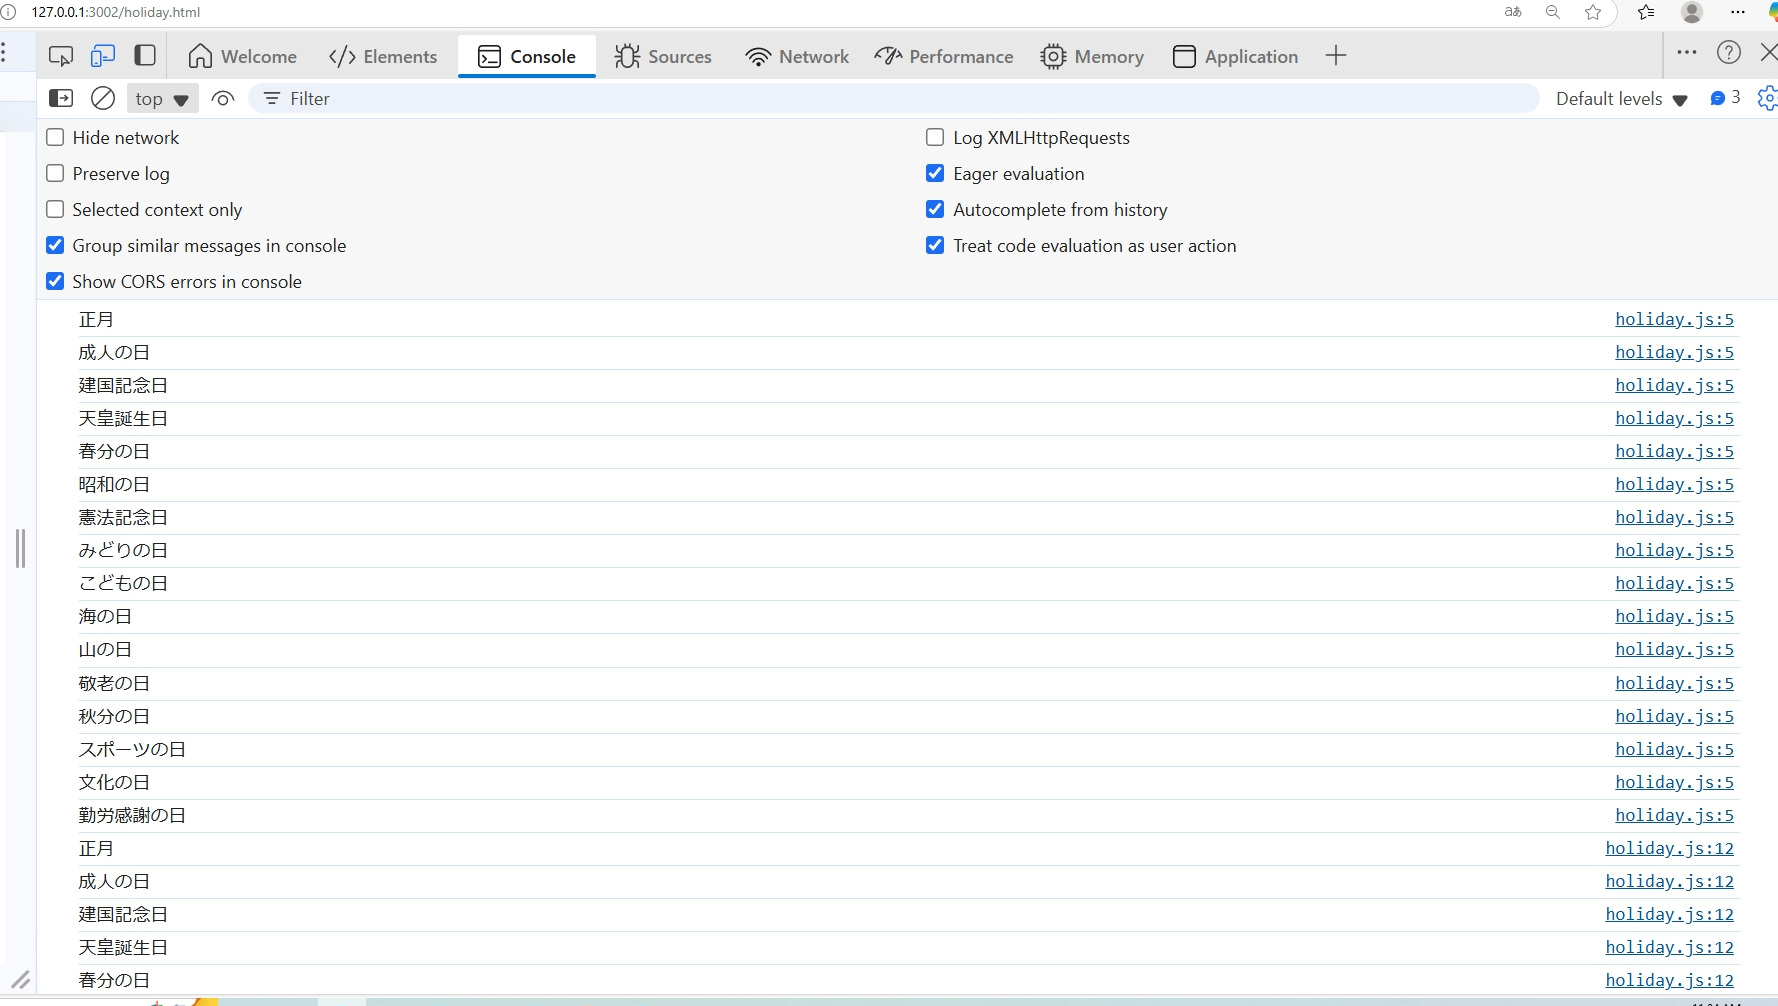 127.0.0.1:3002/holiday.html aあ
Welcome Elements Console Sources Network Performance Memory Application
top Filter Default levels 3
Hide network Log XMLHttpRequests
Preserve log Eager evaluation
Selected context only Autocomplete from history
Group similar messages in console Treat code evaluation as user action
Show CORS errors in console
正月 holiday.js:5
成人の日 holiday.js:5
建国記念日 holiday.js:5
天皇誕生日 holiday.js:5
春分の日 holiday.js:5
昭和の日 holiday.js:5
憲法記念日 holiday.js:5
みどりの日 holiday.js:5
こどもの日 holiday.js:5
海の日 holiday.js:5
山の日 holiday.js:5
敬老の日 holiday.js:5
秋分の日 holiday.js:5
スポーツの日 holiday.js:5
文化の日 holiday.js:5
勤労感謝の日 holiday.js:5
正月 holiday.js:12
成人の日 holiday.js:12
建国記念日 holiday.js:12
天皇誕生日 holiday.js:12
春分の日 holiday.js:12